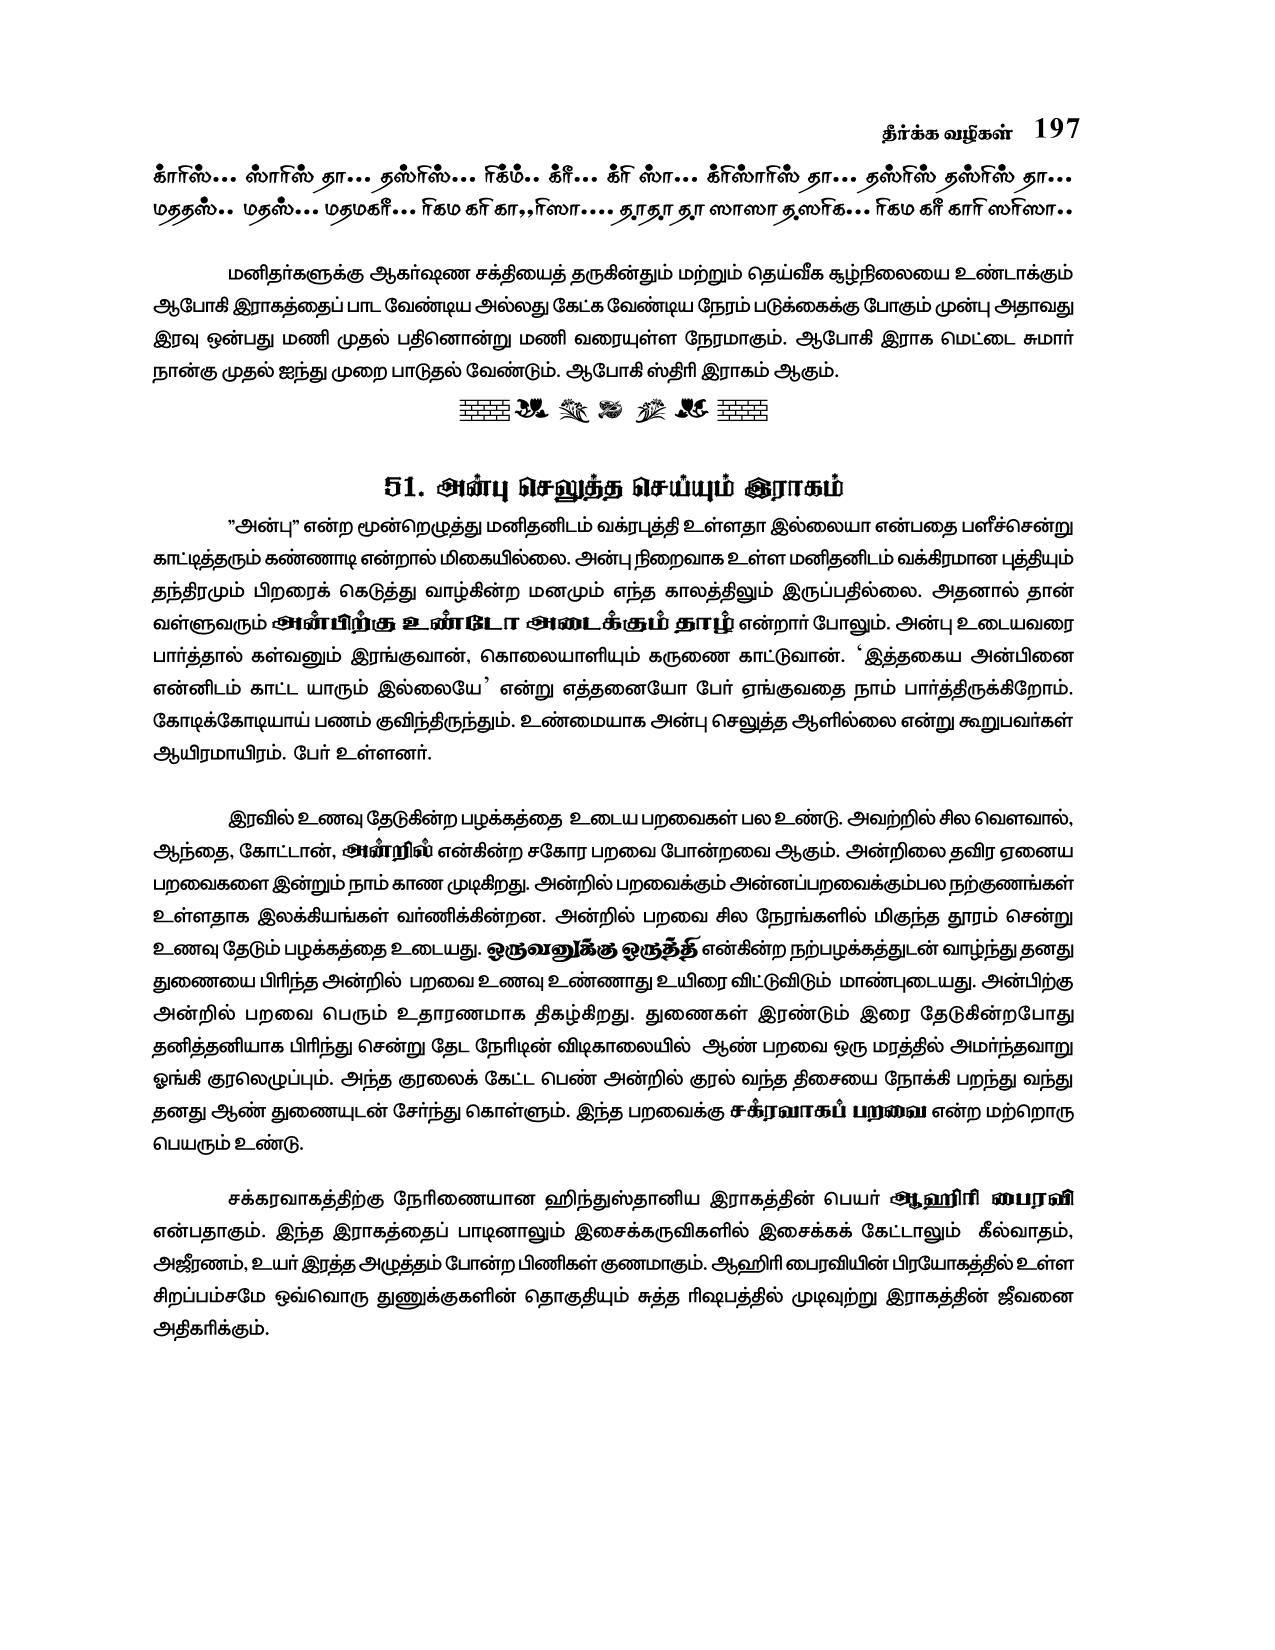 தீர்க்க வழிகள் 197
கார்ஸ்... ஸார்ஸ் தா... தஸ்ர்ஸ்... ர்க்ம்.. க்ரீ... க்ரி ஸா... க்ரிஸார்ஸ் தா... தஸ்ர்ஸ் தஸ்ர்ஸ் தா...
மததஸ்.. மதஸ்... மதமகரீ... ரிகம கரி கா,,ரிஸா.... தாதா தா ஸாஸா தஸரிக... ரிகம கரீ காரி ஸரிஸா..
மனிதர்களுக்கு ஆகர்ஷண சக்தியைத் தருகின்தும் மற்றும் தெய்வீக சூழ்நிலையை உண்டாக்கும்
ஆபோகி இராகத்தைப் பாட வேண்டிய அல்லது கேட்க வேண்டிய நேரம் படுக்கைக்கு போகும் முன்பு அதாவது
இரவு ஒன்பது மணி முதல் பதினொன்று மணி வரையுள்ள நேரமாகும். ஆபோகி இராக மெட்டை சுமார்
நான்கு முதல் ஐந்து முறை பாடுதல் வேண்டும். ஆபோகி ஸ்திரி இராகம் ஆகும்.
51. அன்பு செலுத்த செய்யும் இராகம்
”அன்பு” என்ற மூன்றெழுத்து மனிதனிடம் வக்ரபுத்தி உள்ளதா இல்லையா என்பதை பளீச்சென்று
காட்டித்தரும் கண்ணாடி என்றால் மிகையில்லை. அன்பு நிறைவாக உள்ள மனிதனிடம் வக்கிரமான புத்தியும்
தந்திரமும் பிறரைக் கெடுத்து வாழ்கின்ற மனமும் எந்த காலத்திலும் இருப்பதில்லை. அதனால் தான்
வள்ளுவரும் அன்பிற்கு உண்டோ அடைக்கும் தாழ் என்றார் போலும். அன்பு உடையவரை
பார்த்தால் கள்வனும் இரங்குவான், கொலையாளியும் கருணை காட்டுவான். ‘இத்தகைய அன்பினை
என்னிடம் காட்ட யாரும் இல்லையே’ என்று எத்தனையோ பேர் ஏங்குவதை நாம் பார்த்திருக்கிறோம்.
கோடிக்கோடியாய் பணம் குவிந்திருந்தும். உண்மையாக அன்பு செலுத்த ஆளில்லை என்று கூறுபவர்கள்
ஆயிரமாயிரம். பேர் உள்ளனர்.
இரவில் உணவு தேடுகின்ற பழக்கத்தை உடைய பறவைகள் பல உண்டு. அவற்றில் சில வௌவால்,
ஆந்தை, கோட்டான், அன்றில் என்கின்ற சகோர பறவை போன்றவை ஆகும். அன்றிலை தவிர ஏனைய
பறவைகளை இன்றும் நாம் காண முடிகிறது. அன்றில் பறவைக்கும் அன்னப்பறவைக்கும்பல நற்குணங்கள்
உள்ளதாக இலக்கியங்கள் வர்ணிக்கின்றன. அன்றில் பறவை சில நேரங்களில் மிகுந்த தூரம் சென்று
உணவு தேடும் பழக்கத்தை உடையது. ஒருவனுக்கு ஒருத்தி என்கின்ற நற்பழக்கத்துடன் வாழ்ந்து தனது
துணையை பிரிந்த அன்றில் பறவை உணவு உண்ணாது உயிரை விட்டுவிடும் மாண்புடையது. அன்பிற்கு
அன்றில் பறவை பெரும் உதாரணமாக திகழ்கிறது. துணைகள் இரண்டும் இரை தேடுகின்றபோது
தனித்தனியாக பிரிந்து சென்று தேட நேரிடின் விடிகாலையில் ஆண் பறவை ஒரு மரத்தில் அமர்ந்தவாறு
ஓங்கி குரலெழுப்பும். அந்த குரலைக் கேட்ட பெண் அன்றில் குரல் வந்த திசையை நோக்கி பறந்து வந்து
தனது ஆண் துணையுடன் சேர்ந்து கொள்ளும். இந்த பறவைக்கு சக்ரவாகப் பறவை என்ற மற்றொரு
பெயரும் உண்டு.
சக்கரவாகத்திற்கு நேரிணையான ஹிந்துஸ்தானிய இராகத்தின் பெயர் ஆஹிரி பைரவி
என்பதாகும். இந்த இராகத்தைப் பாடினாலும் இசைக்கருவிகளில் இசைக்கக் கேட்டாலும் கீல்வாதம்,
அஜீரணம், உயர் இரத்த அழுத்தம் போன்ற பிணிகள் குணமாகும். ஆஹிரி பைரவியின் பிரயோகத்தில் உள்ள
சிறப்பம்சமே ஒவ்வொரு துணுக்குகளின் தொகுதியும் சுத்த ரிஷபத்தில் முடிவுற்று இராகத்தின் ஜீவனை
அதிகரிக்கும்.